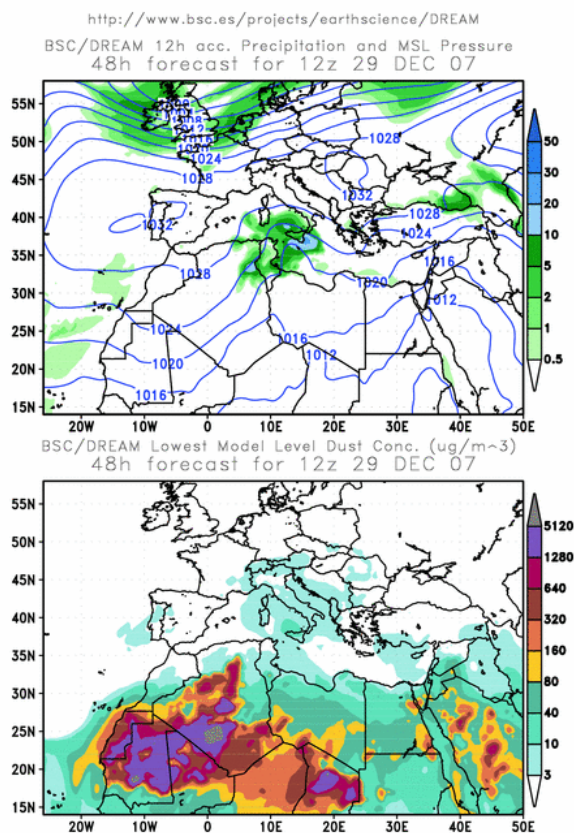 http://www.bsc.es/projects/earthscience/DREAM
BSC/DREAM 12h acc. Precipitation and MSL Pressure
48h forecast for 12z 29 DEC 07
55N
50N
45N
40N
35N
30N
25N
20N
15N
20W
10W
0
10E
20E
30E
40E
50E
1012
1024
1028
1028
1032
1032
1028
1024
1028
1016
1020
1012
1024
1016
1020
1012
1016
50
30
20
10
5
2
1
0.5
BSC/DREAM Lowest Model Level Dust Conc. (ug/m^3)
48h forecast for 12z 29 DEC 07
55N
50N
45N
40N
35N
30N
25N
20N
15N
20W
10W
0
10E
20E
30E
40E
50E
5120
1280
640
320
160
80
40
10
3